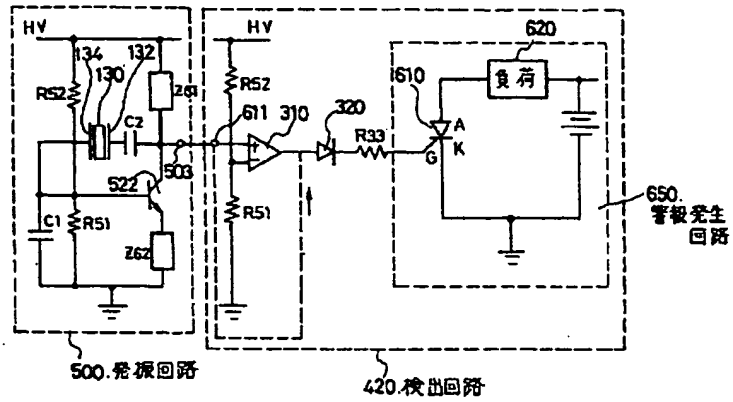 HV
HV
620
134
130
132
610
負荷
R52
Z61
R52
611
310
320
C2
R33
A
G
K
503
522
C1
R51
R51
Z62
650.
警報発生
回路
500.発振回路
420.検出回路